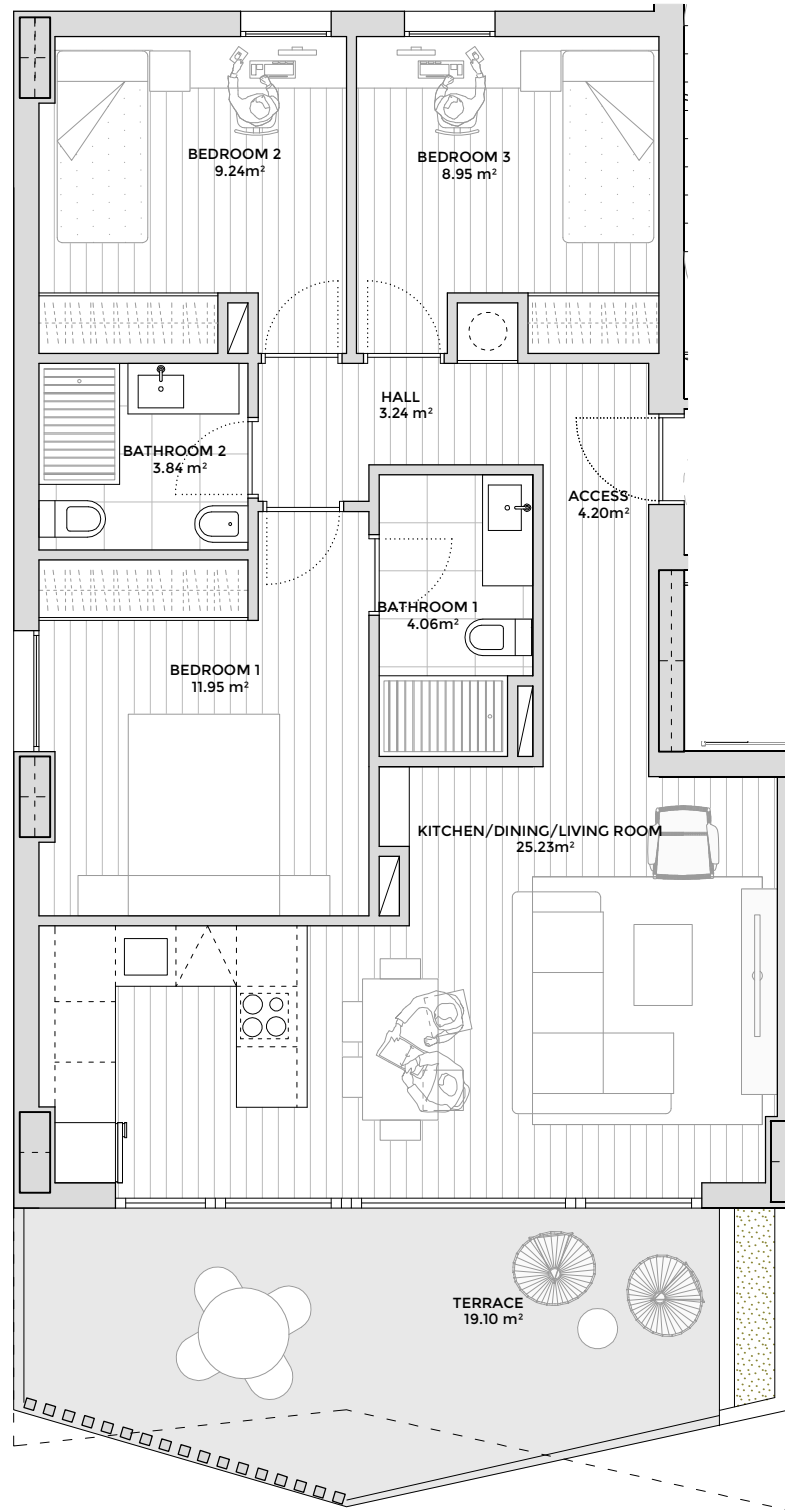 BEDROOM 2
9.24m²
BEDROOM 3
8.95 m²
HALL
3.24 m²
BATHROOM 2
3.84 m²
ACCESS
4.20m²
BATHROOM 1
4.06m²
BEDROOM 1
11.95 m²
KITCHEN/DINING/LIVING ROOM
25.23m²
TERRACE
19.10 m²